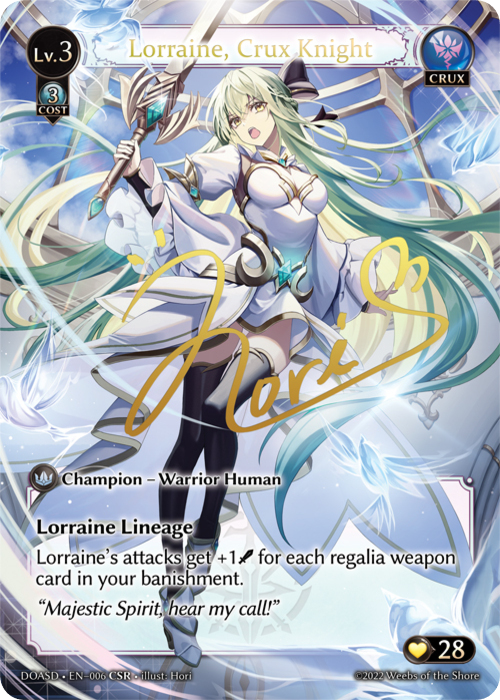 Lv.3
Lorraine, Crux Knight
CRUX
3
COST
Hori
Champion – Warrior Human
Lorraine Lineage
Lorraine's attacks get +1 for each regalia weapon
card in your banishment.
“Majestic Spirit, hear my call!”
28
DOASD • EN-006 CSR • illust: Hori
©2022 Weebs of the Shore